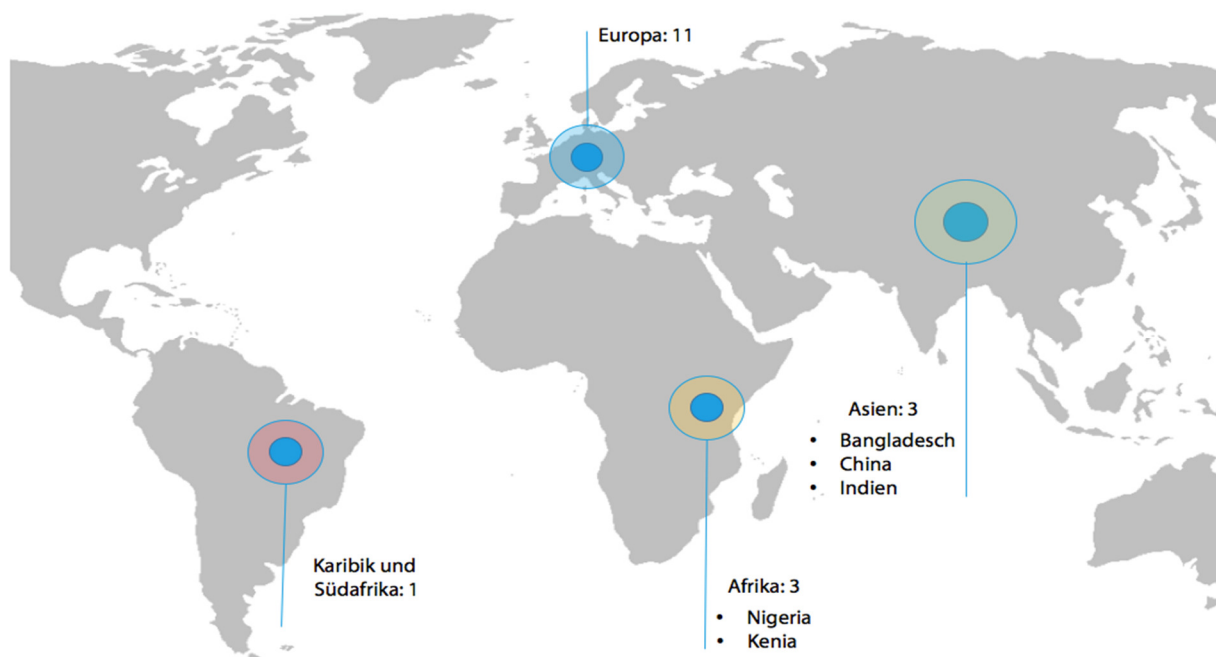 Europa: 11
Asien: 3
• Bangladesch
• China
• Indien
Karibik und
Südafrika: 1
Afrika: 3
• Nigeria
• Kenia